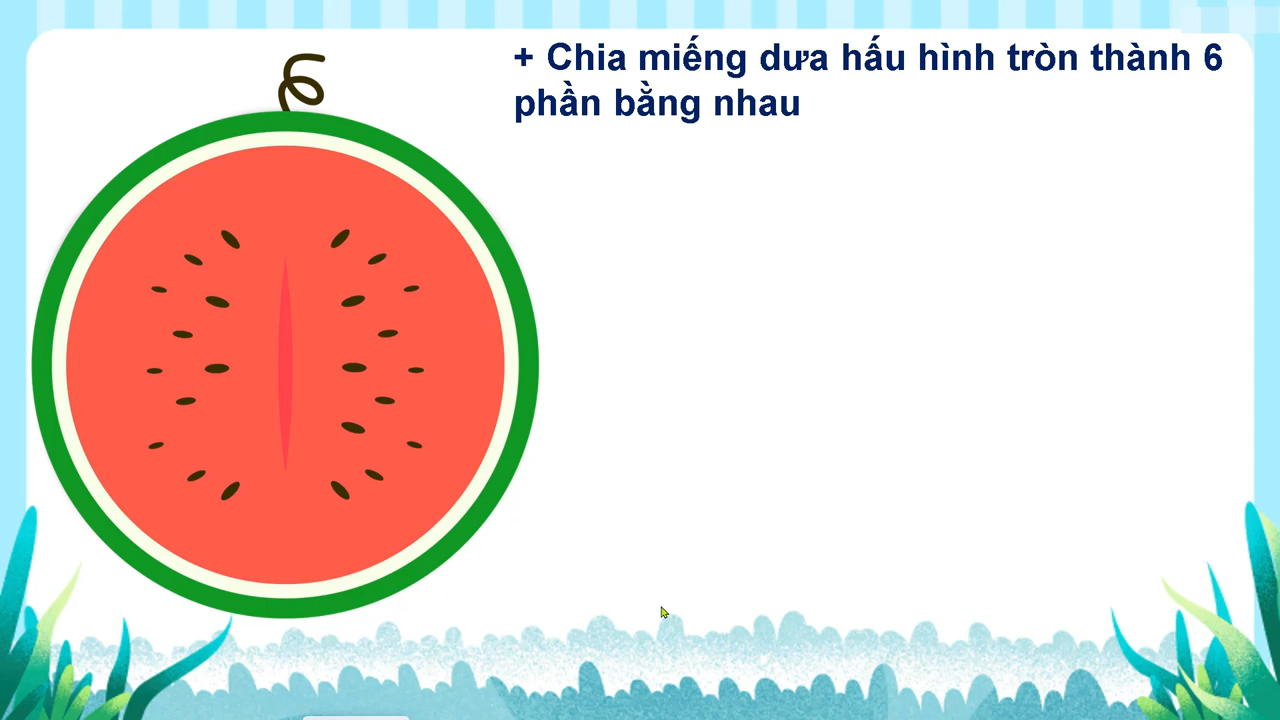 + Chia miếng dưa hấu hình tròn thành 6
phần bằng nhau